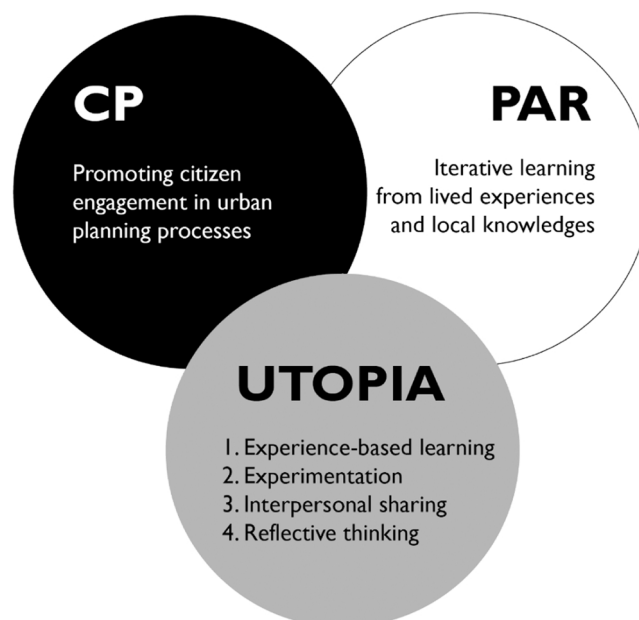 CP
Promoting citizen
engagement in urban
planning processes
PAR
Iterative learning
from lived experiences
and local knowledges
UTOPIA
1. Experience-based learning
2. Experimentation
3. Interpersonal sharing
4. Reflective thinking